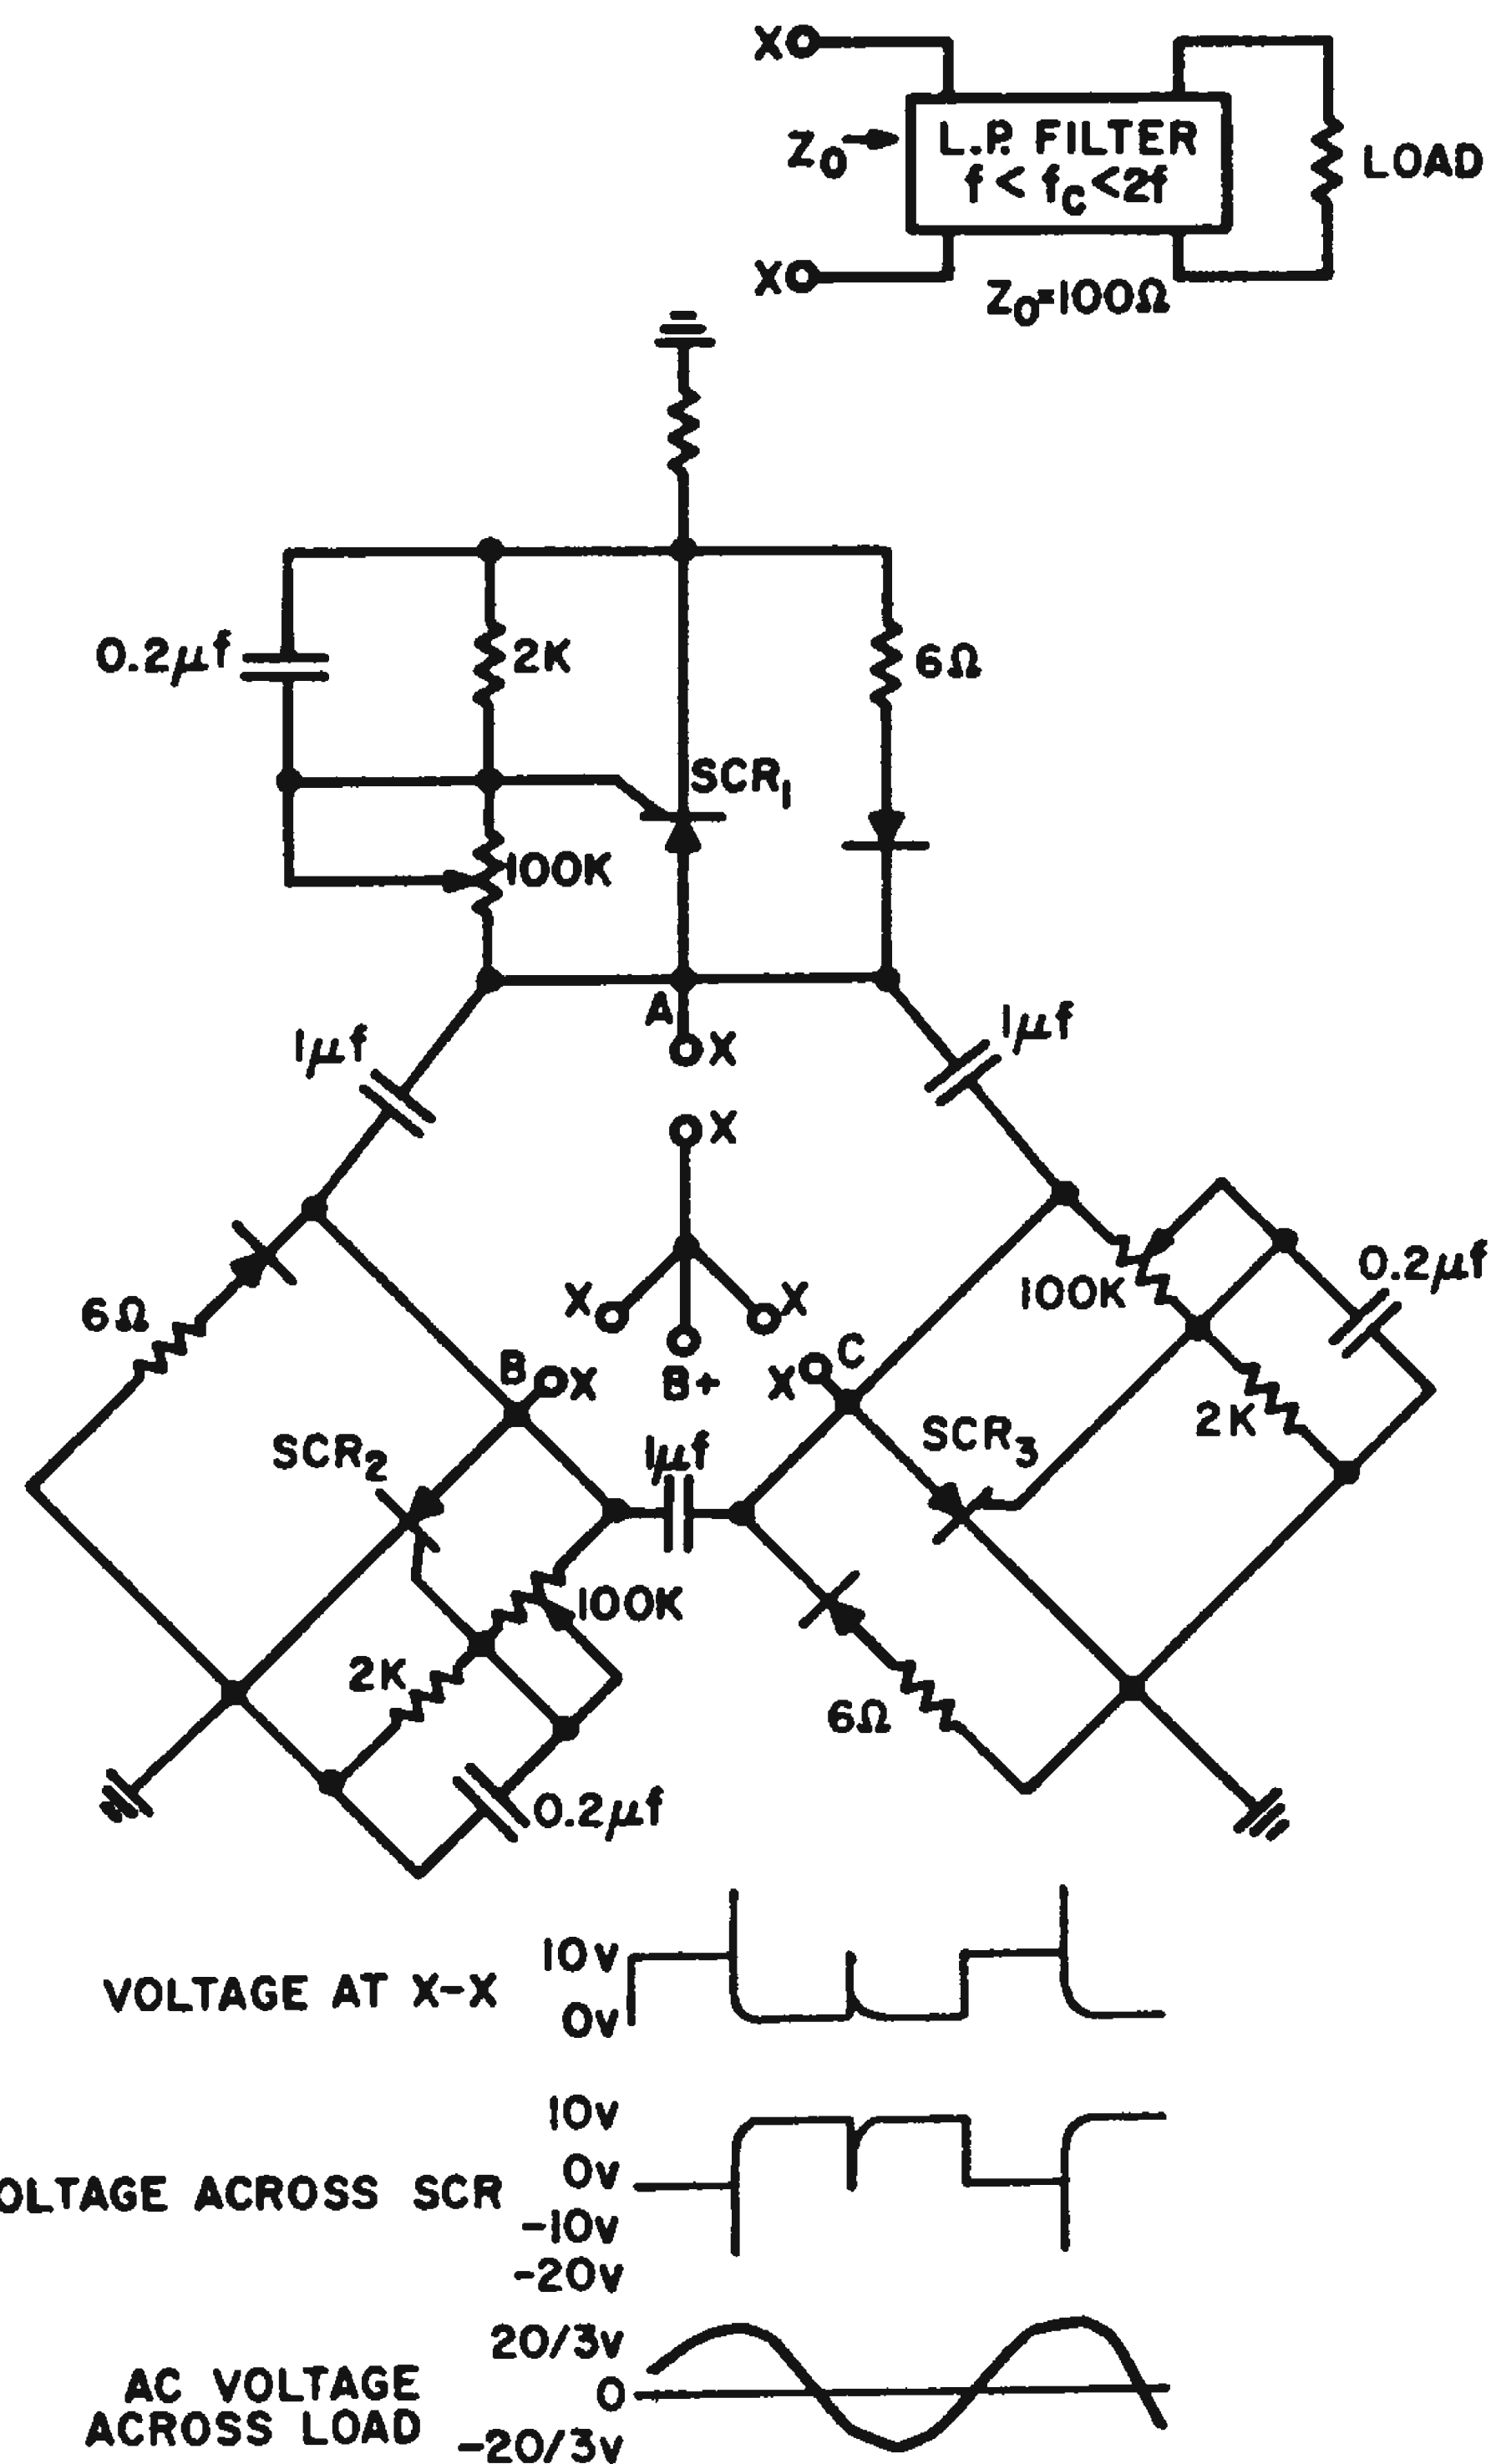 X
Z0
L.P. FILTER
f < fC < 2f
LOAD
X
Z0=100Ω
0.2μf
2K
6Ω
SCR1
100K
A
X
1μf
1μf
X
6Ω
X
X
B+
100K
0.2μf
B
X
X
C
SCR2
1μf
SCR3
2K
100K
2K
6Ω
0.2μf
VOLTAGE AT X-X
10v
0v
OLTAGE ACROSS SCR
10v
0v
-10v
-20v
AC VOLTAGE
ACROSS LOAD
20/3v
0
-20/3v